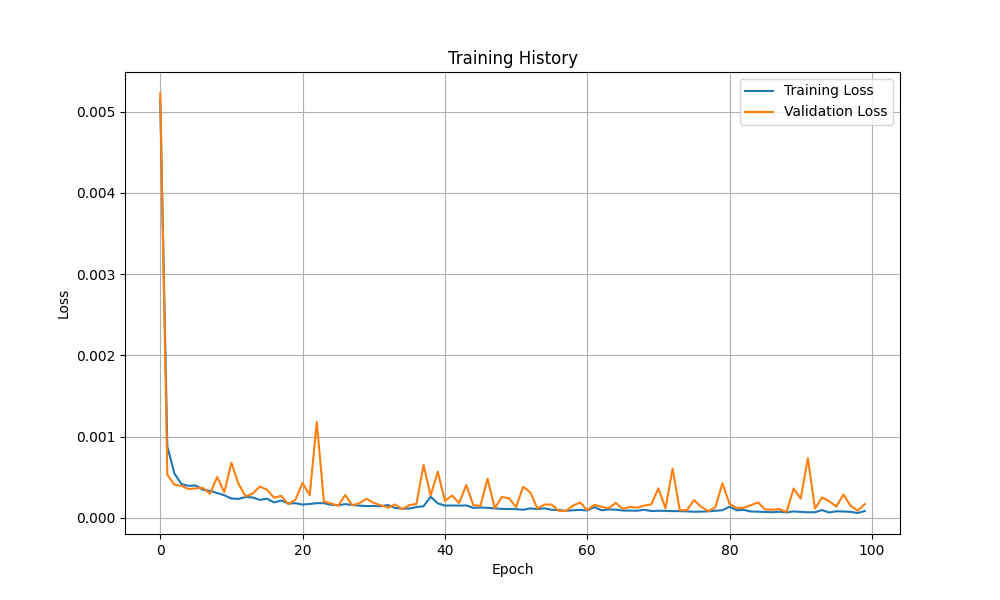 Training History
Training Loss
Validation Loss
0.005
0.004
0.003
0.002
0.001
0.000
Loss
0 20 40 60 80 100
Epoch